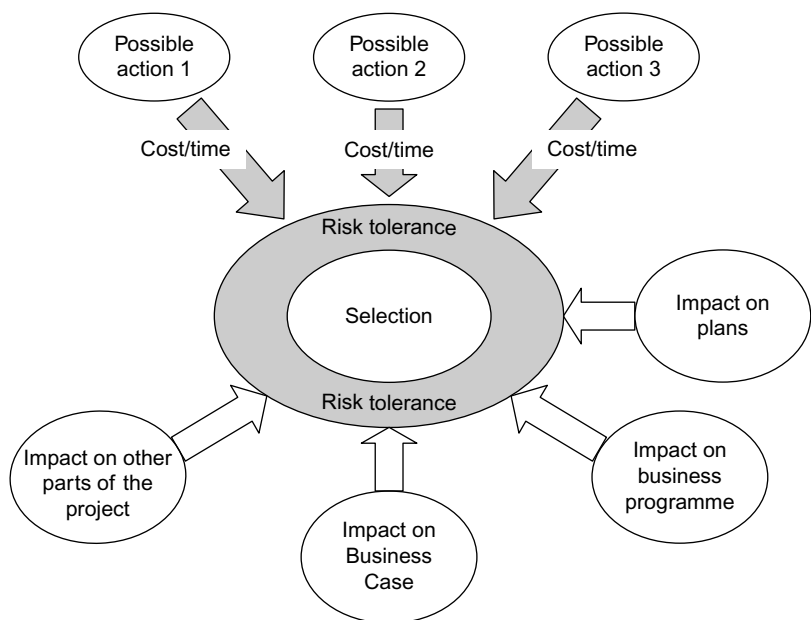 Possible
action 1
Possible
action 2
Possible
action 3
Cost/time
Cost/time
Cost/time
Risk tolerance
Selection
Risk tolerance
Impact on
plans
Impact on other
parts of the
project
Impact on
Business
Case
Impact on
business
programme